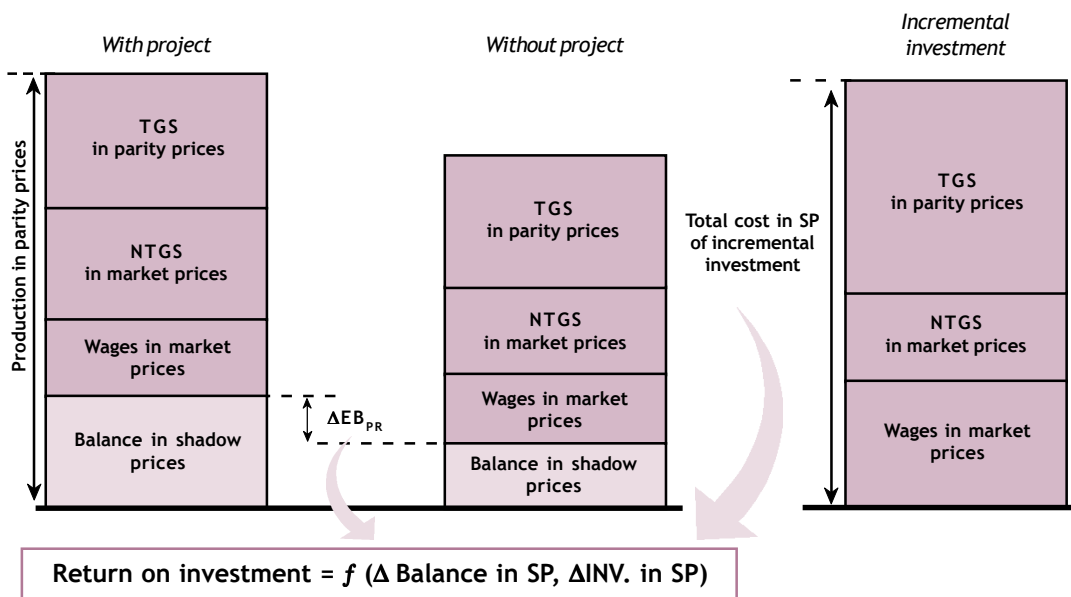 With project
Without project
Incremental
investment
Production in parity prices
TGS
in parity prices
NTGS
in market prices
Wages in market
prices
Balance in shadow
prices
ΔEB PR
TGS
in parity prices
NTGS
in market prices
Wages in market
prices
Balance in shadow
prices
Total cost in SP
of incremental
investment
TGS
in parity prices
NTGS
in market prices
Wages in market
prices
Return on investment = f (Δ Balance in SP, ΔINV. in SP)